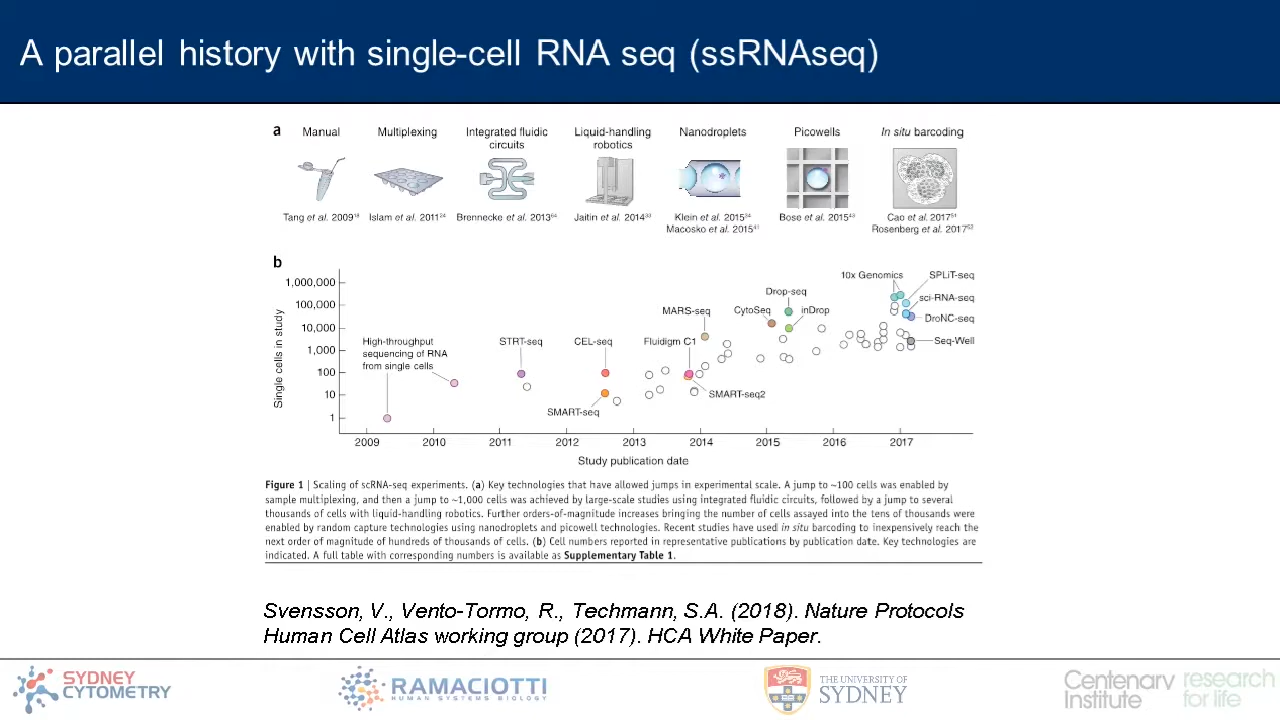 A parallel history with single-cell RNA seq (ssRNAseq)
a
Manual
Multiplexing
Integrated fluidic
circuits
Liquid-handling
robotics
Nanodroplets
Picowells
In situ barcoding
Tang et al. 2009¹⁸
Islam et al. 2011²⁴
Brennecke et al. 2013⁶⁴
Jaitin et al. 2014³³
Klein et al. 2015³⁴
Macosko et al. 2015⁴¹
Bose et al. 2015⁴³
Cao et al. 2017⁵¹
Rosenberg et al. 2017⁵²
b
Single cells in study
1,000,000
100,000
10,000
1,000
100
10
1
High-throughput
sequencing of RNA
from single cells
STRT-seq
CEL-seq
SMART-seq
Fluidigm C1
SMART-seq2
MARS-seq
CytoSeq
Drop-seq
inDrop
10x Genomics
SPLiT-seq
sci-RNA-seq
DroNC-seq
Seq-Well
2009
2010
2011
2012
2013
2014
2015
2016
2017
Study publication date
Figure 1 | Scaling of scRNA-seq experiments. (a) Key technologies that have allowed jumps in experimental scale. A jump to ~100 cells was enabled by
sample multiplexing, and then a jump to ~1,000 cells was achieved by large-scale studies using integrated fluidic circuits, followed by a jump to several
thousands of cells with liquid-handling robotics. Further orders-of-magnitude increases bringing the number of cells assayed into the tens of thousands were
enabled by random capture technologies using nanodroplets and picowell technologies. Recent studies have used in situ barcoding to inexpensively reach the
next order of magnitude of hundreds of thousands of cells. (b) Cell numbers reported in representative publications by publication date. Key technologies are
indicated. A full table with corresponding numbers is available as Supplementary Table 1.
Svensson, V., Vento-Tormo, R., Techmann, S.A. (2018). Nature Protocols
Human Cell Atlas working group (2017). HCA White Paper.
SYDNEY
CYTOMETRY
RAMACIOTTI
HUMAN SYSTEMS BIOLOGY
THE UNIVERSITY OF
SYDNEY
Centenary
Institute
research
for life